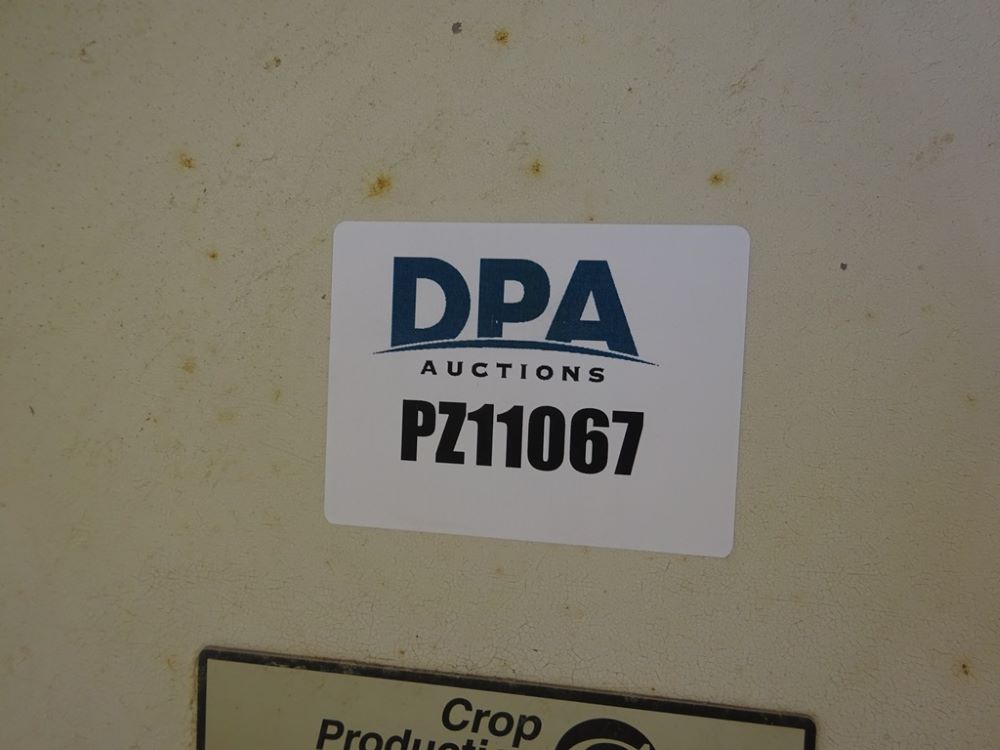 DPA
AUCTIONS
PZ11067
Crop